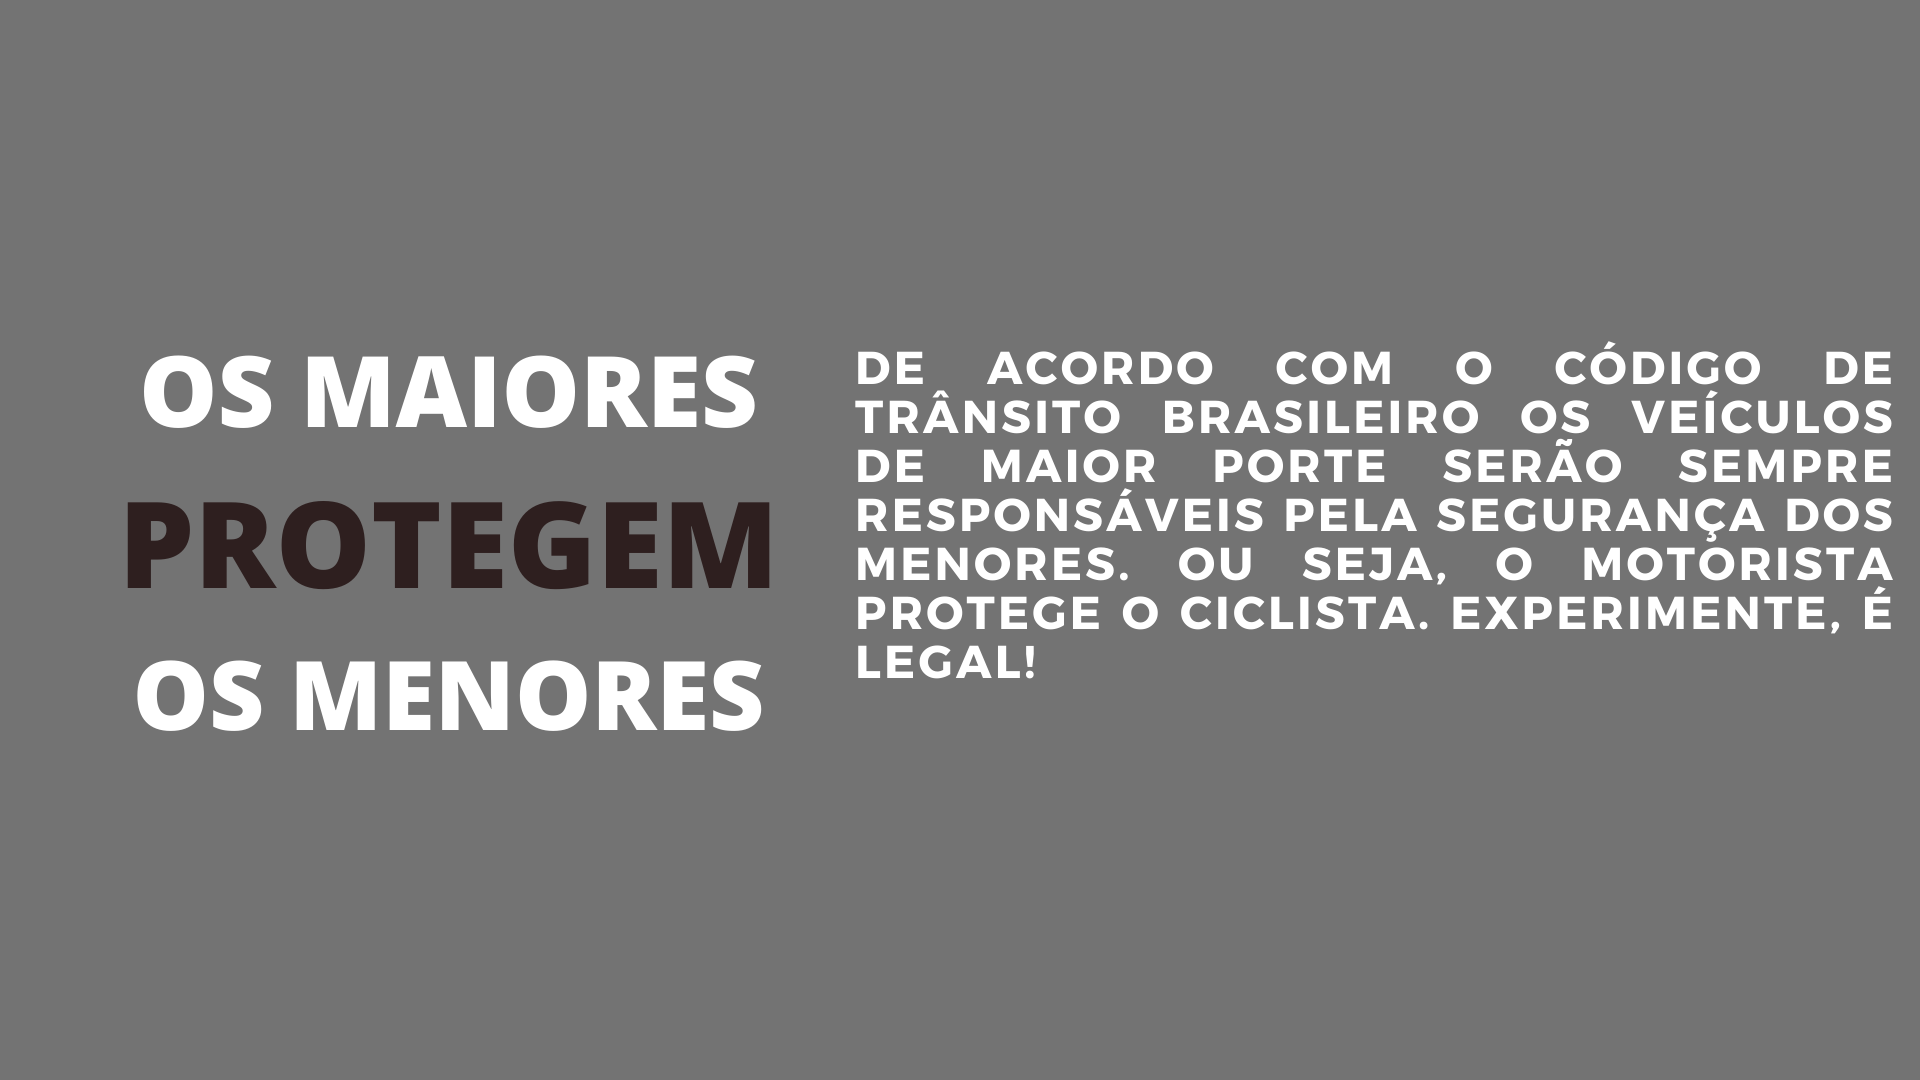 OS MAIORES
PROTEGEM
OS MENORES
DE ACORDO COM O CÓDIGO DE
TRÂNSITO BRASILEIRO OS VEÍCULOS
DE MAIOR PORTE SERÃO SEMPRE
RESPONSÁVEIS PELA SEGURANÇA DOS
MENORES. OU SEJA, O MOTORISTA
PROTEGE O CICLISTA. EXPERIMENTE, É
LEGAL!